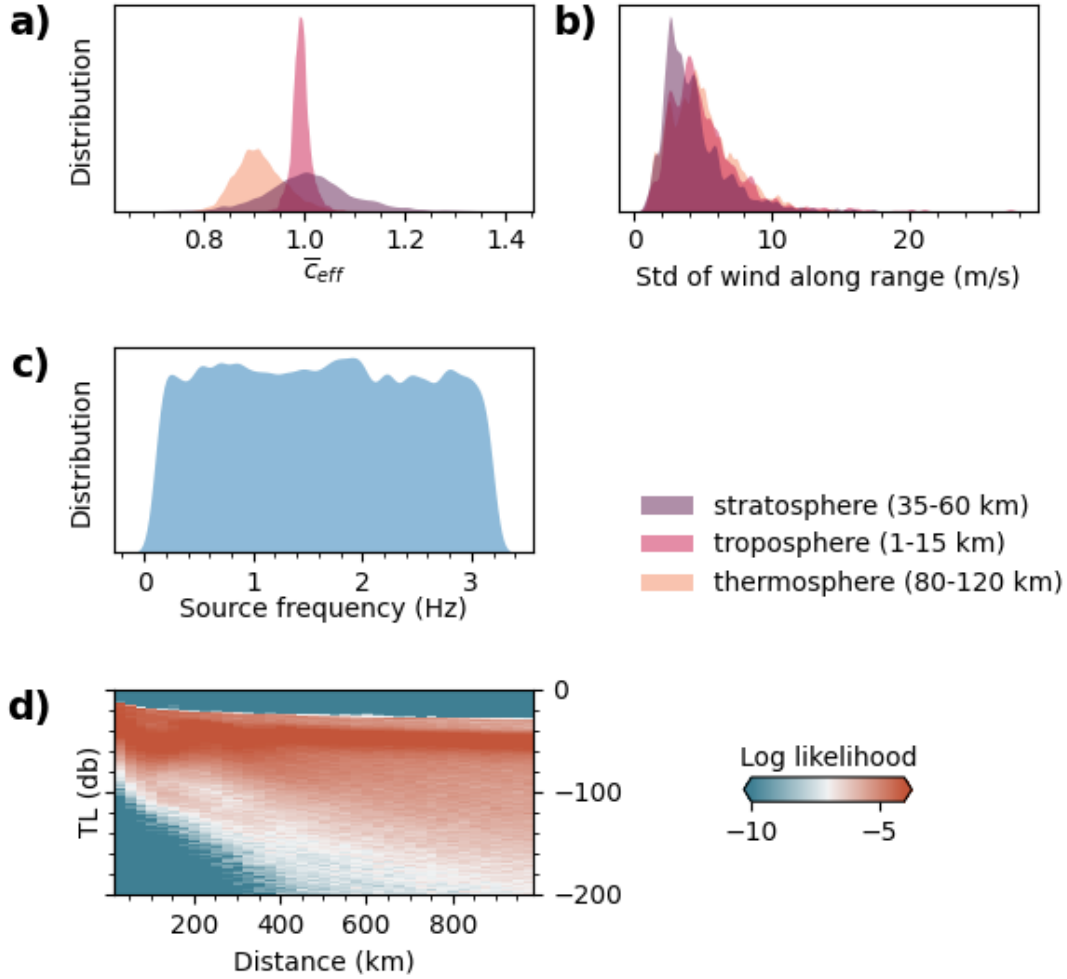 a)
Distribution
0.8 1.0 1.2 1.4
c̅eff
b)
0 10 20
Std of wind along range (m/s)
c)
Distribution
0 1 2 3
Source frequency (Hz)
stratosphere (35-60 km)
troposphere (1-15 km)
thermosphere (80-120 km)
d)
TL (db)
0
−100
−200
200 400 600 800
Distance (km)
Log likelihood
−10 −5